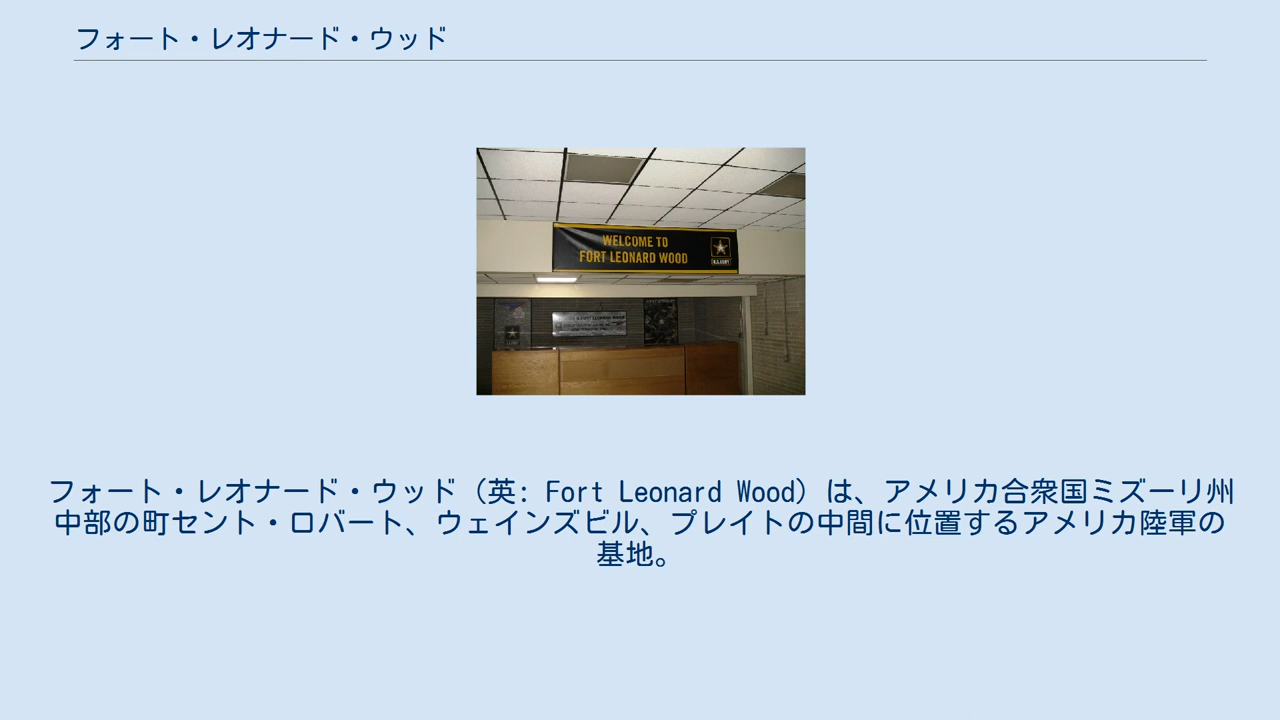 フォート・レオナード・ウッド
WELCOME TO
FORT LEONARD WOOD
U.S.ARMY
フォート・レオナード・ウッド（英: Fort Leonard Wood）は、アメリカ合衆国ミズーリ州
中部の町セント・ロバート、ウェインズビル、プレイトの中間に位置するアメリカ陸軍の
基地。